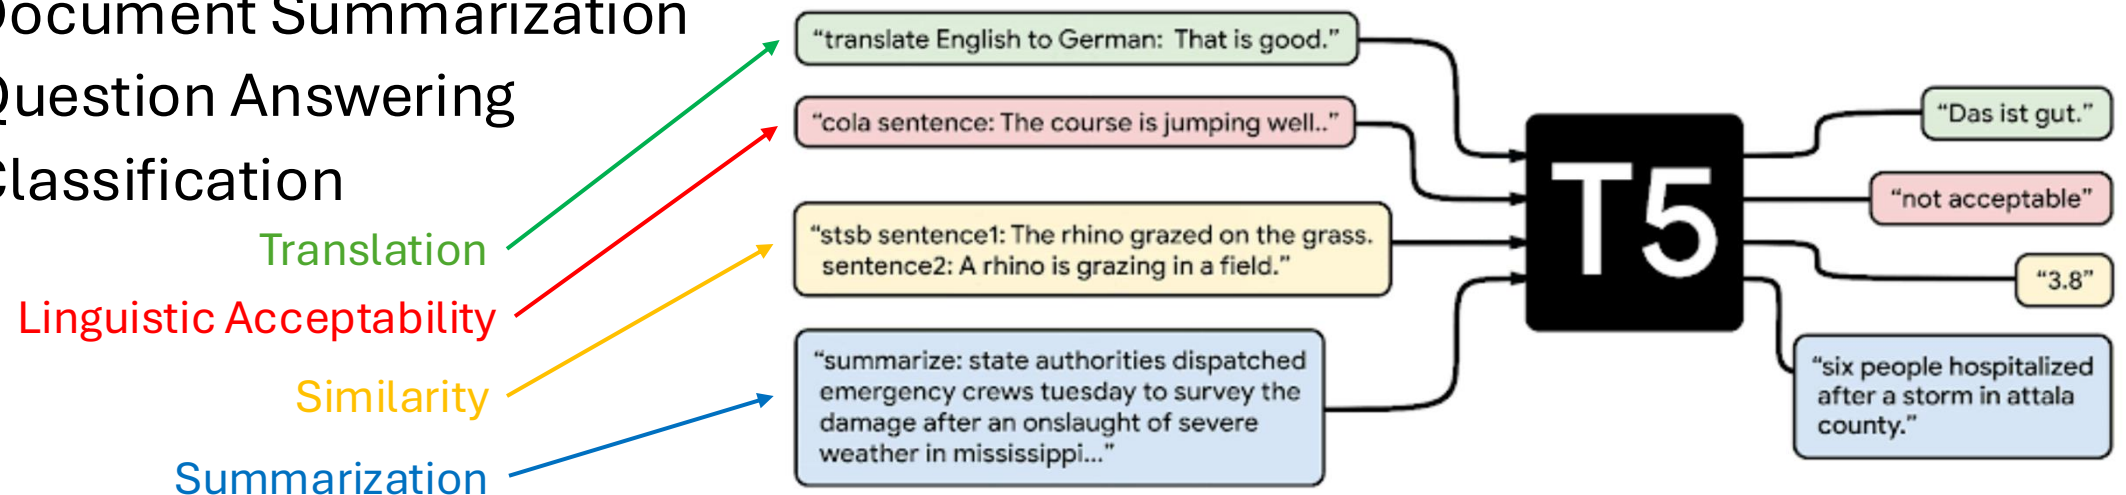 Document Summarization
Question Answering
Classification
Translation
Linguistic Acceptability
Similarity
Summarization
“translate English to German: That is good.”
“cola sentence: The course is jumping well..”
“stsb sentence1: The rhino grazed on the grass.
sentence2: A rhino is grazing in a field.”
“summarize: state authorities dispatched
emergency crews tuesday to survey the
damage after an onslaught of severe
weather in mississippi...”
T5
“Das ist gut.”
“not acceptable”
“3.8”
“six people hospitalized
after a storm in attala
county.”